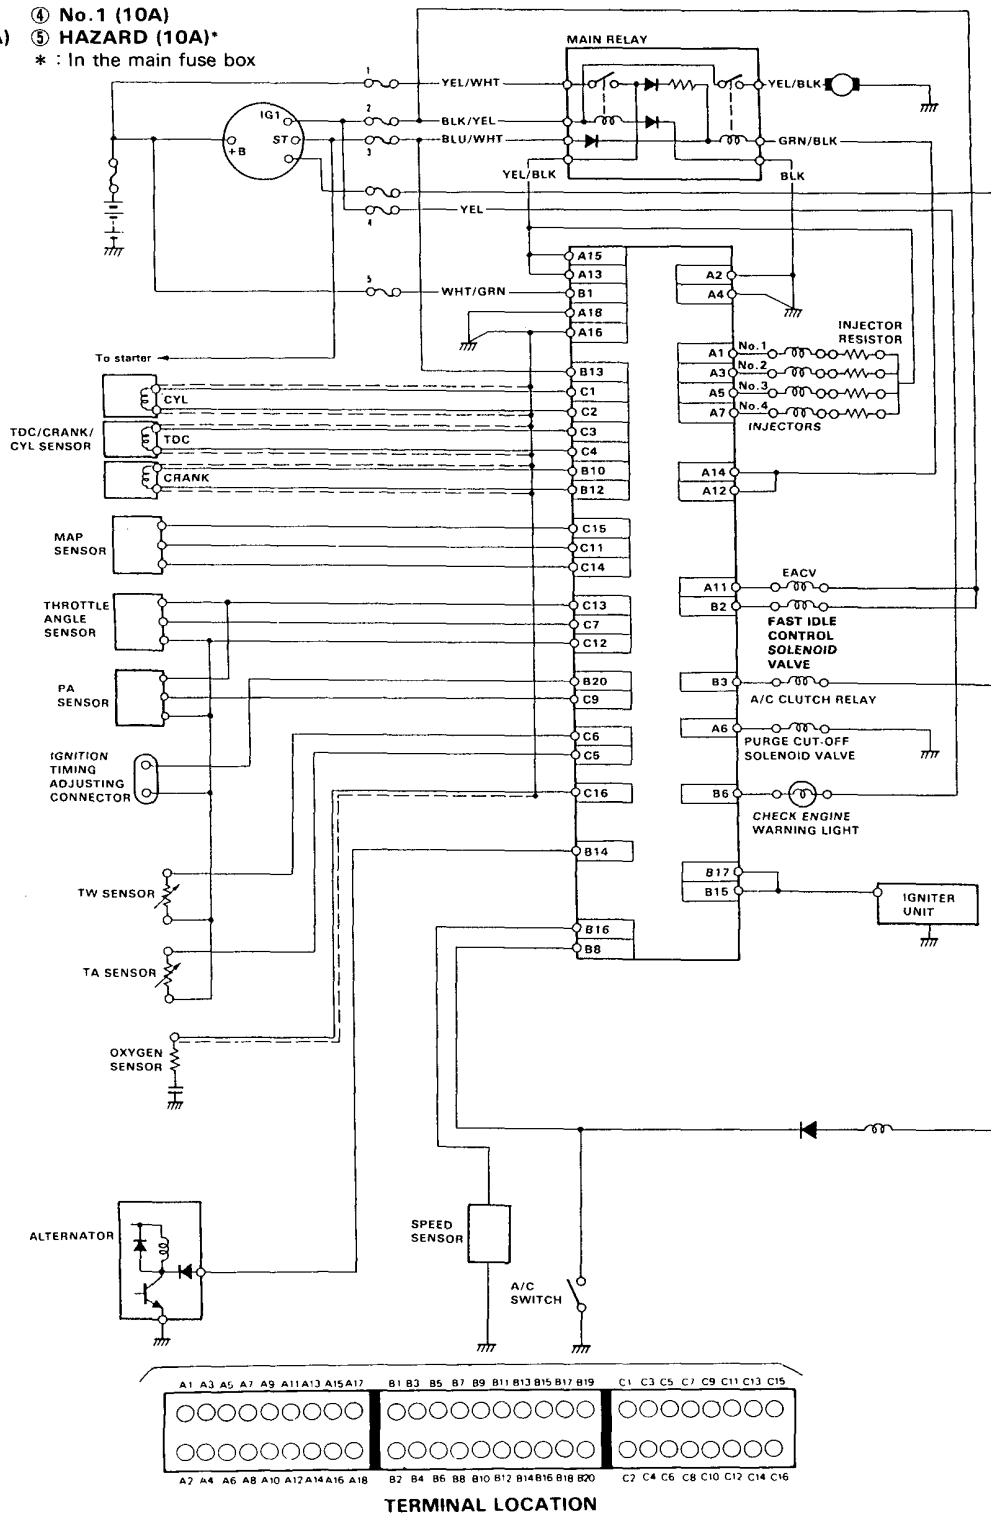 ④ No.1 (10A)
⑤ HAZARD (10A)*
* : In the main fuse box
MAIN RELAY
1
YEL/WHT
YEL/BLK
IG1
2
BLK/YEL
+B
ST
3
BLU/WHT
GRN/BLK
YEL/BLK
BLK
4
YEL
A15
A13
A2
5
WHT/GRN
B1
A4
A18
A16
INJECTOR
RESISTOR
To starter
A1
No.1
B13
A3
No.2
CYL
C1
A5
No.3
C2
A7
No.4
INJECTORS
TDC/CRANK/
CYL SENSOR
TDC
C3
C4
CRANK
B10
B12
A14
A12
MAP
SENSOR
C15
C11
C14
EACV
A11
B2
FAST IDLE
CONTROL
SOLENOID
VALVE
THROTTLE
ANGLE
SENSOR
C13
C7
C12
PA
SENSOR
B20
C9
B3
A/C CLUTCH RELAY
IGNITION
TIMING
ADJUSTING
CONNECTOR
C6
C5
C16
A6
PURGE CUT-OFF
SOLENOID VALVE
B6
CHECK ENGINE
WARNING LIGHT
B14
TW SENSOR
B17
B15
IGNITER
UNIT
B16
B8
TA SENSOR
OXYGEN
SENSOR
ALTERNATOR
SPEED
SENSOR
A/C
SWITCH
A1 A3 A5 A7 A9 A11 A13 A15 A17 B1 B3 B5 B7 B9 B11 B13 B15 B17 B19 C1 C3 C5 C7 C9 C11 C13 C15
A2 A4 A6 A8 A10 A12 A14 A16 A18 B2 B4 B6 B8 B10 B12 B14 B16 B18 B20 C2 C4 C6 C8 C10 C12 C14 C16
TERMINAL LOCATION